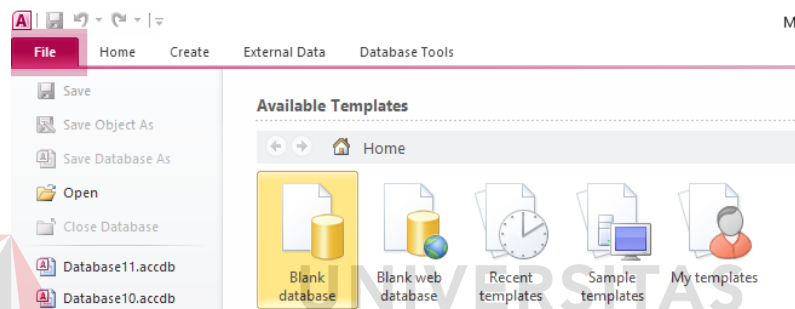 A
M
File Home Create External Data Database Tools
Save
Save Object As
Save Database As
Open
Close Database
Database11.accdb
Database10.accdb
Available Templates
Home
Blank database
Blank web database
Recent templates
Sample templates
My templates
UNIVERSITAS